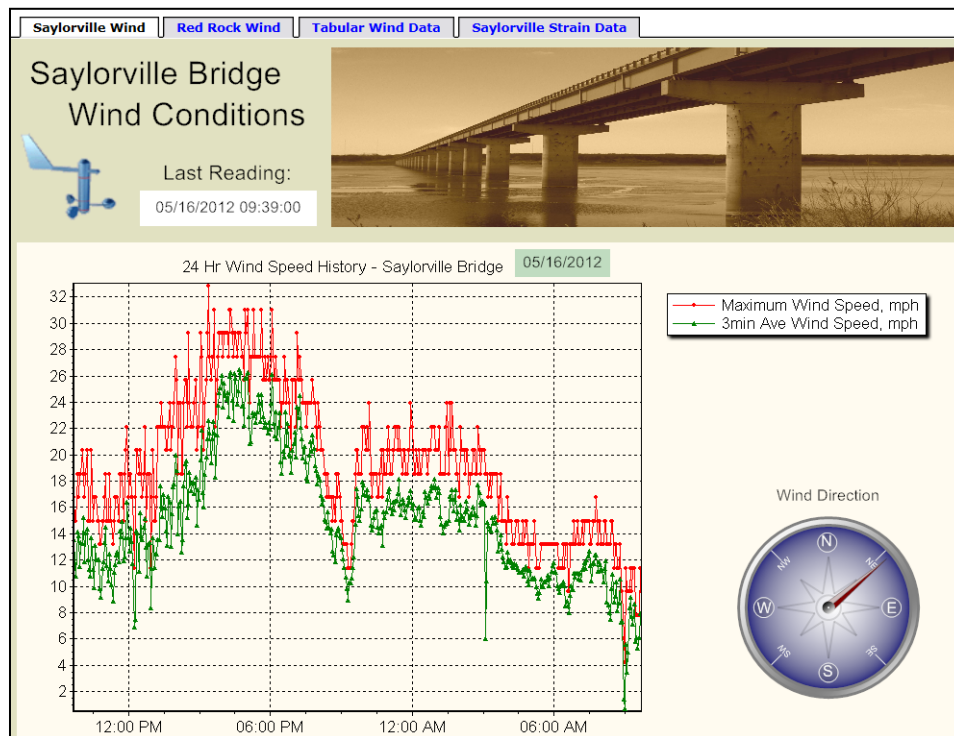 Saylorville Wind
Red Rock Wind
Tabular Wind Data
Saylorville Strain Data
Saylorville Bridge
Wind Conditions
Last Reading:
05/16/2012 09:39:00
24 Hr Wind Speed History - Saylorville Bridge
05/16/2012
32
30
28
26
24
22
20
18
16
14
12
10
8
6
4
2
12:00 PM
06:00 PM
12:00 AM
06:00 AM
Maximum Wind Speed, mph
3min Ave Wind Speed, mph
Wind Direction
N
NW
NE
W
E
SW
SE
S